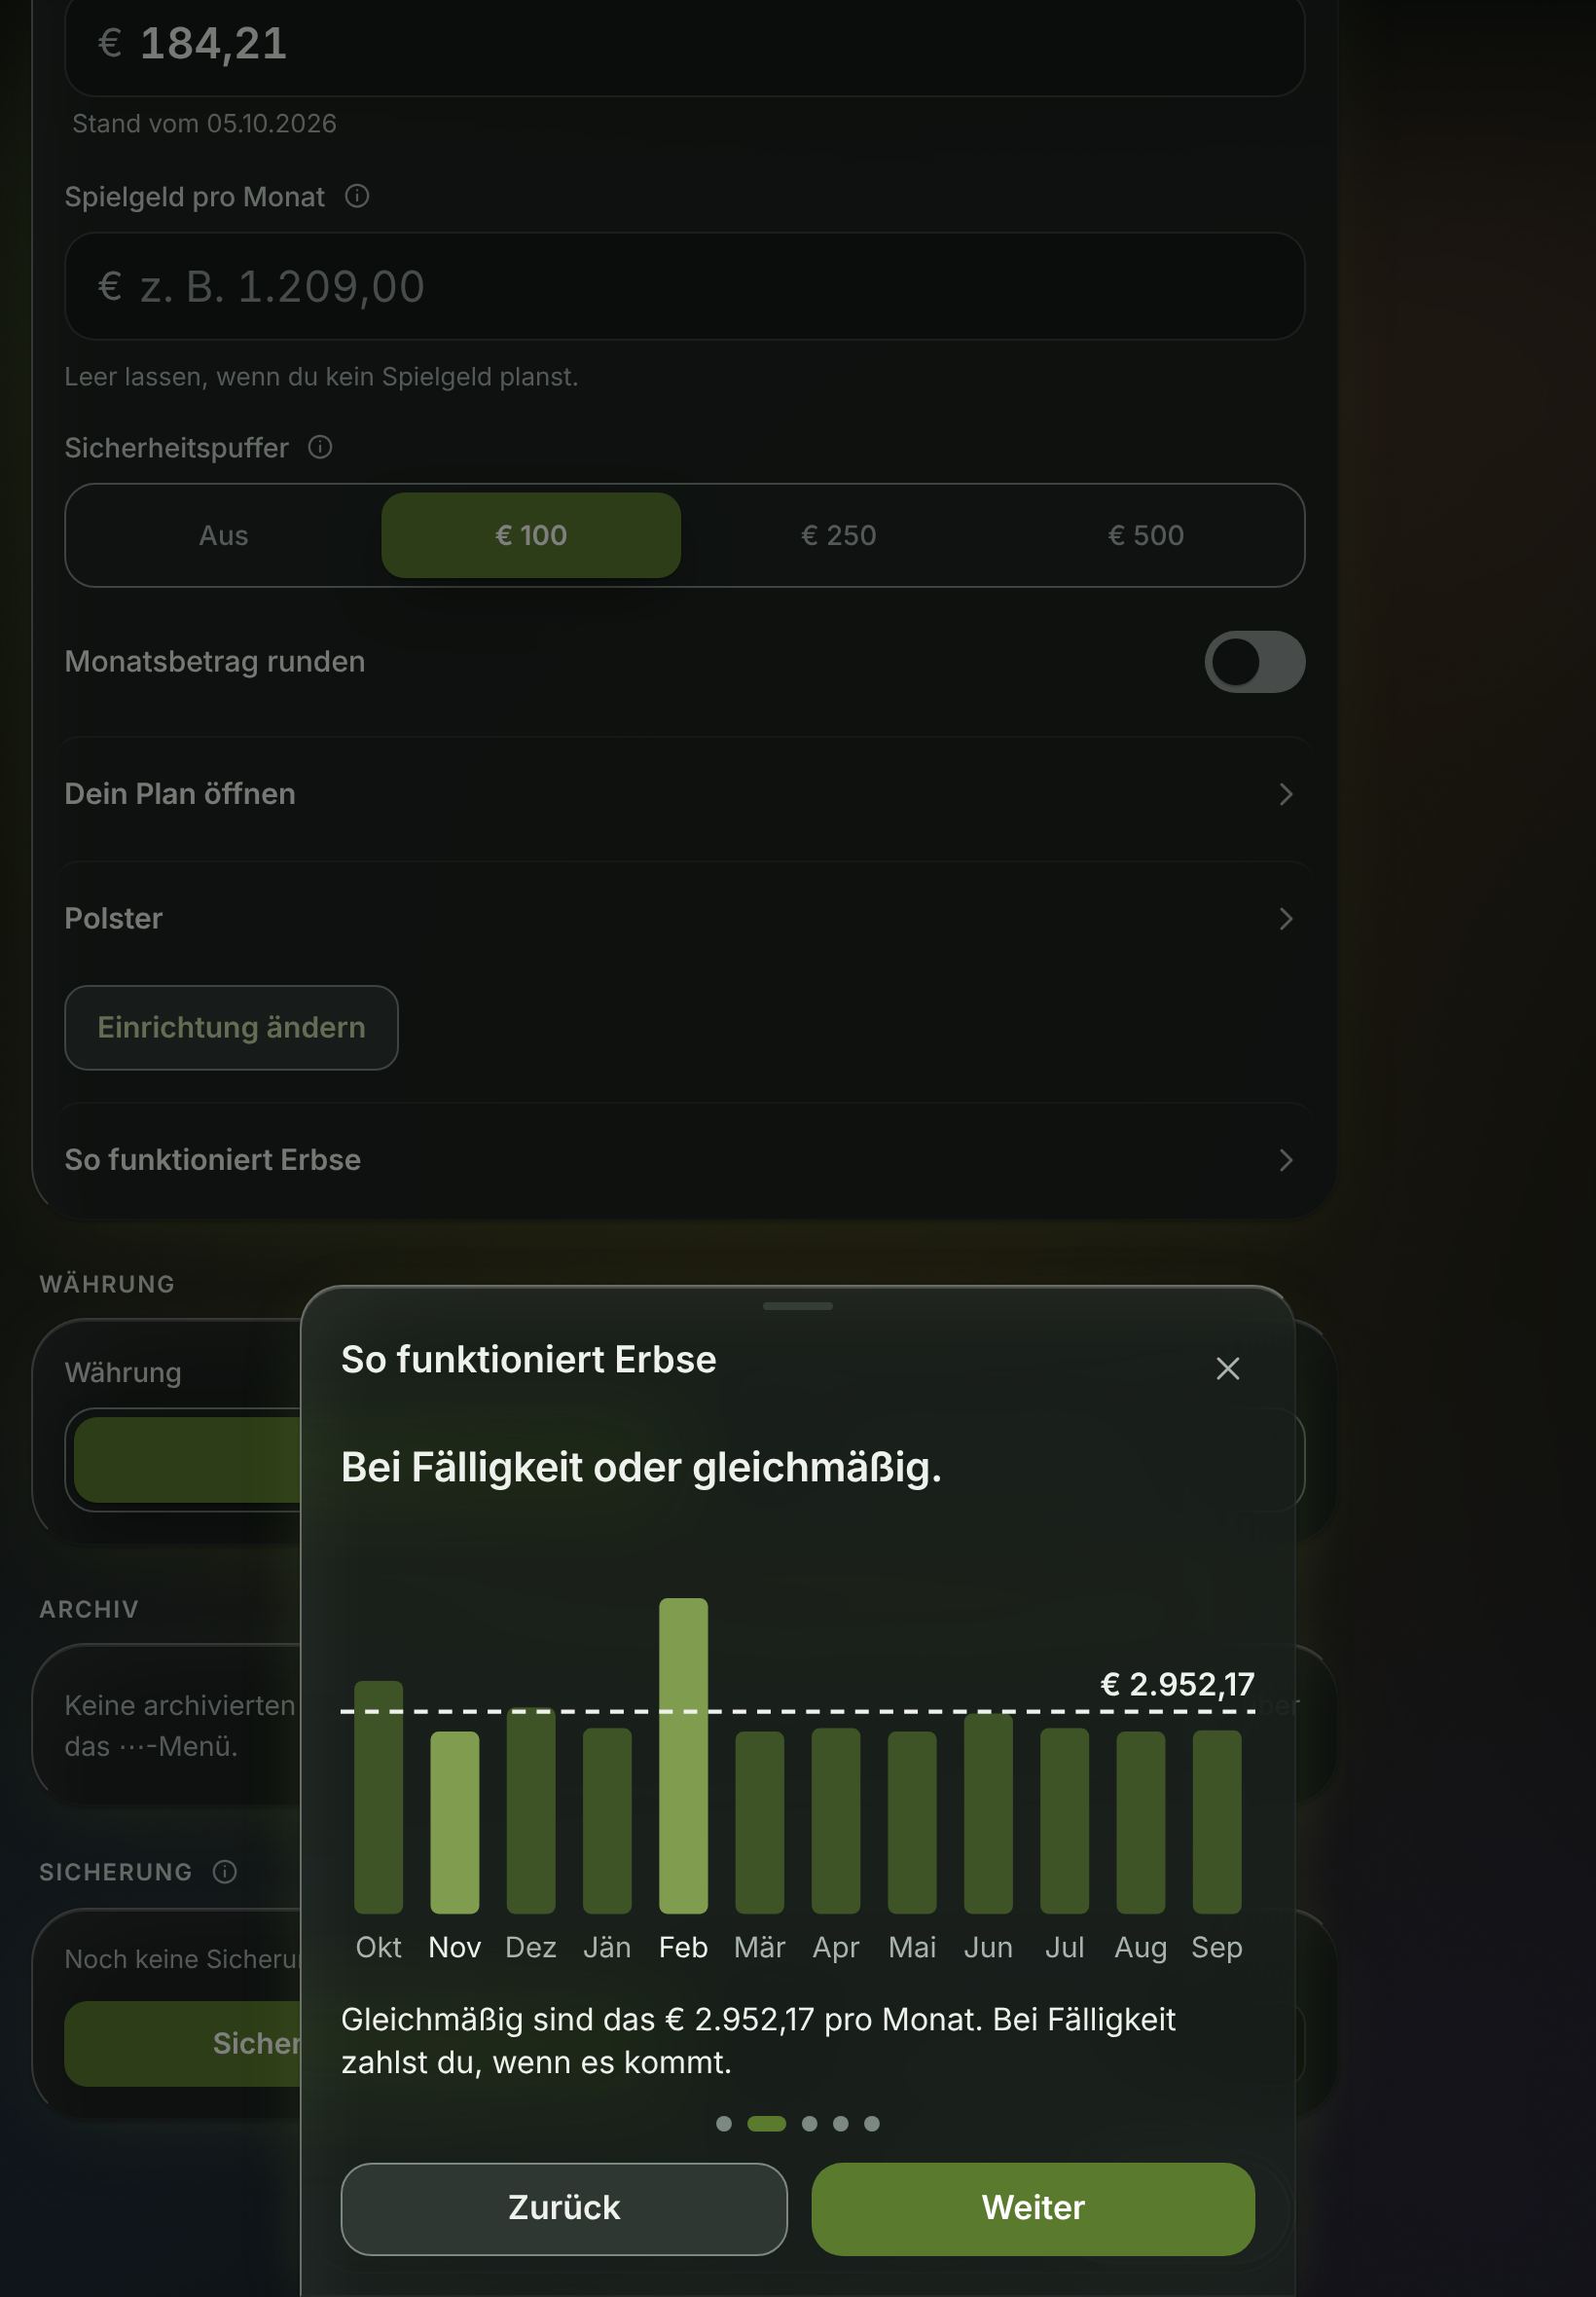 € 184,21
Stand vom 05.10.2026
Spielgeld pro Monat
€ z. B. 1.209,00
Leer lassen, wenn du kein Spielgeld planst.
Sicherheitspuffer
Aus € 100 € 250 € 500
Monatsbetrag runden
Dein Plan öffnen
Polster
Einrichtung ändern
So funktioniert Erbse
WÄHRUNG
Währung
ARCHIV
Keine archivierten
das ···-Menü.
SICHERUNG
Noch keine
So funktioniert Erbse
Bei Fälligkeit oder gleichmäßig.
€ 2.952,17
Okt Nov Dez Jän Feb Mär Apr Mai Jun Jul Aug Sep
Gleichmäßig sind das € 2.952,17 pro Monat. Bei Fälligkeit
zahlst du, wenn es kommt.
Zurück Weiter